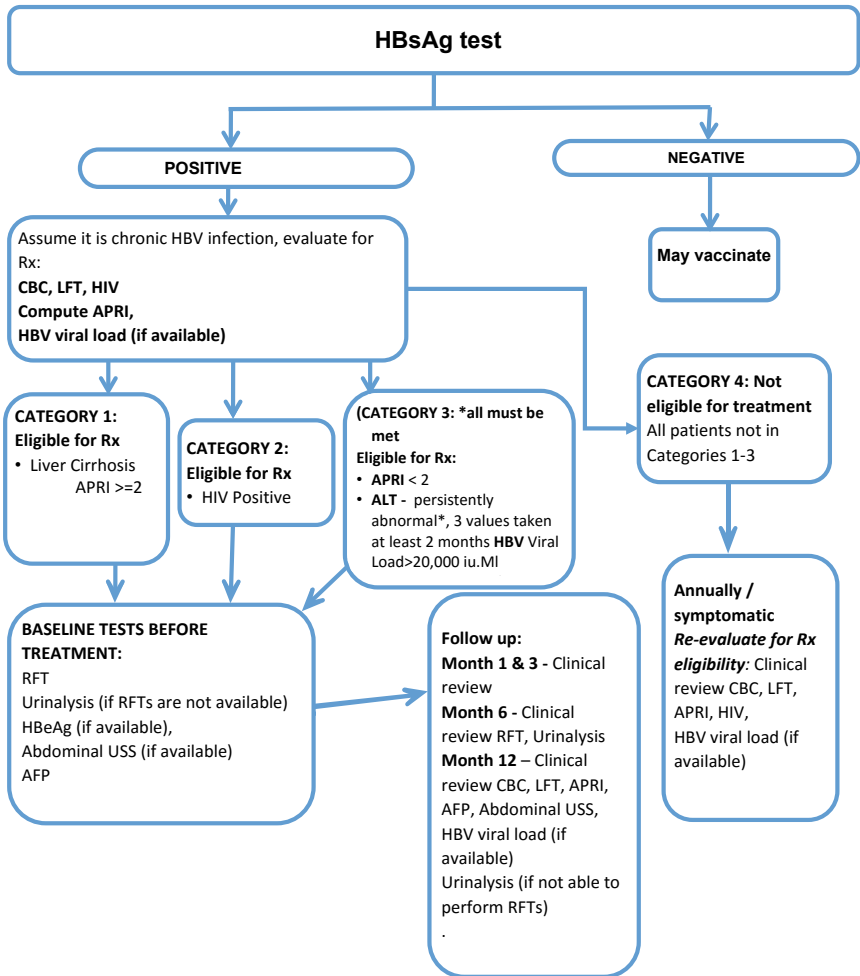 HBsAg test
POSITIVE
NEGATIVE
Assume it is chronic HBV infection, evaluate for
Rx:
CBC, LFT, HIV
Compute APRI,
HBV viral load (if available)
May vaccinate
CATEGORY 1:
Eligible for Rx
• Liver Cirrhosis
APRI >=2
CATEGORY 2:
Eligible for Rx
• HIV Positive
(CATEGORY 3: *all must be
met
Eligible for Rx:
• APRI < 2
• ALT - persistently
abnormal*, 3 values taken
at least 2 months HBV Viral
Load>20,000 iu.Ml
CATEGORY 4: Not
eligible for treatment
All patients not in
Categories 1-3
BASELINE TESTS BEFORE
TREATMENT:
RFT
Urinalysis (if RFTs are not available)
HBeAg (if available),
Abdominal USS (if available)
AFP
Follow up:
Month 1 & 3 - Clinical
review
Month 6 - Clinical
review RFT, Urinalysis
Month 12 – Clinical
review CBC, LFT, APRI,
AFP, Abdominal USS,
HBV viral load (if
available)
Urinalysis (if not able to
perform RFTs)
.
Annually /
symptomatic
Re-evaluate for Rx
eligibility: Clinical
review CBC, LFT,
APRI, HIV,
HBV viral load (if
available)